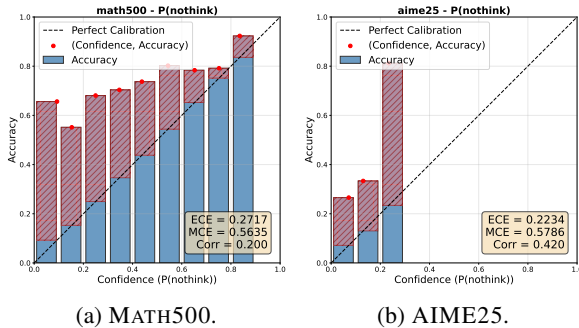 math500 - P(nothink)
Perfect Calibration
(Confidence, Accuracy)
Accuracy
Accuracy
1.0
0.8
0.6
0.4
0.2
0.0
ECE = 0.2717
MCE = 0.5635
Corr = 0.200
0.0 0.2 0.4 0.6 0.8 1.0
Confidence (P(nothink))
(a) MATH500.
aime25 - P(nothink)
Perfect Calibration
(Confidence, Accuracy)
Accuracy
Accuracy
1.0
0.8
0.6
0.4
0.2
0.0
ECE = 0.2234
MCE = 0.5786
Corr = 0.420
0.0 0.2 0.4 0.6 0.8 1.0
Confidence (P(nothink))
(b) AIME25.